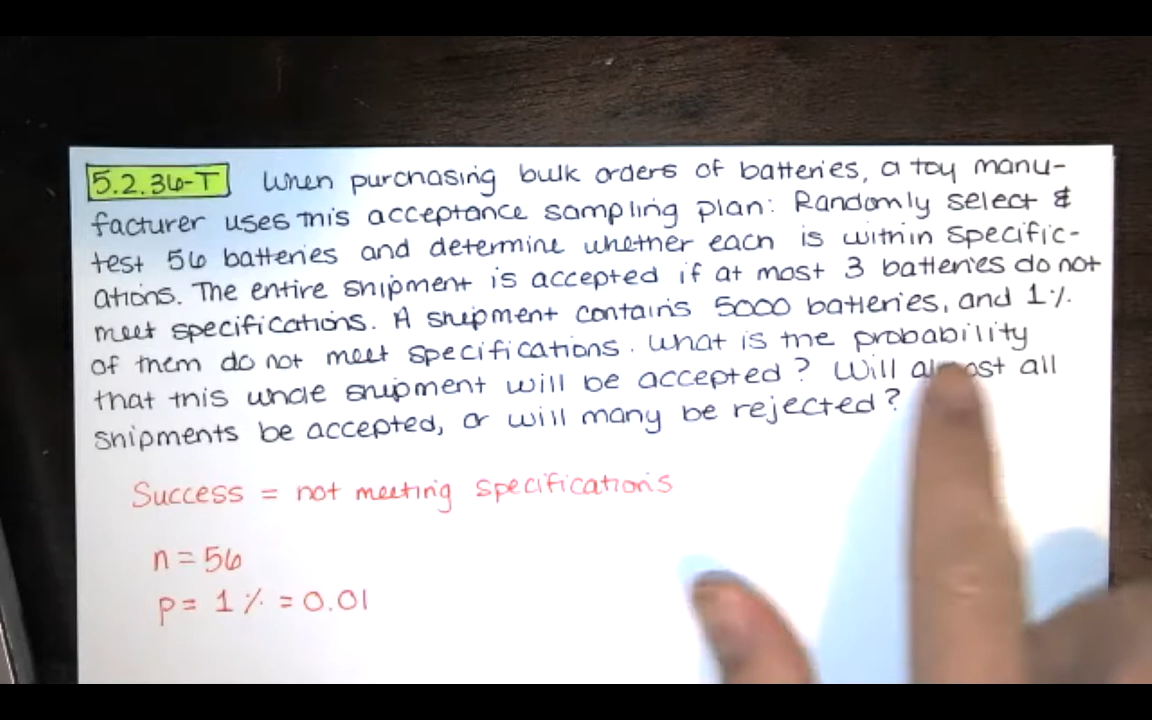 5.2.36-T When purchasing bulk orders of batteries, a toy manu-
facturer uses this acceptance sampling plan: Randomly select &
test 56 batteries and determine whether each is within specific-
ations. The entire shipment is accepted if at most 3 batteries do not
meet specifications. A shipment contains 5000 batteries, and 1%
of them do not meet specifications. What is the probability
that this whole shipment will be accepted? Will almost all
shipments be accepted, or will many be rejected?
Success = not meeting specifications
n = 56
p = 1% = 0.01